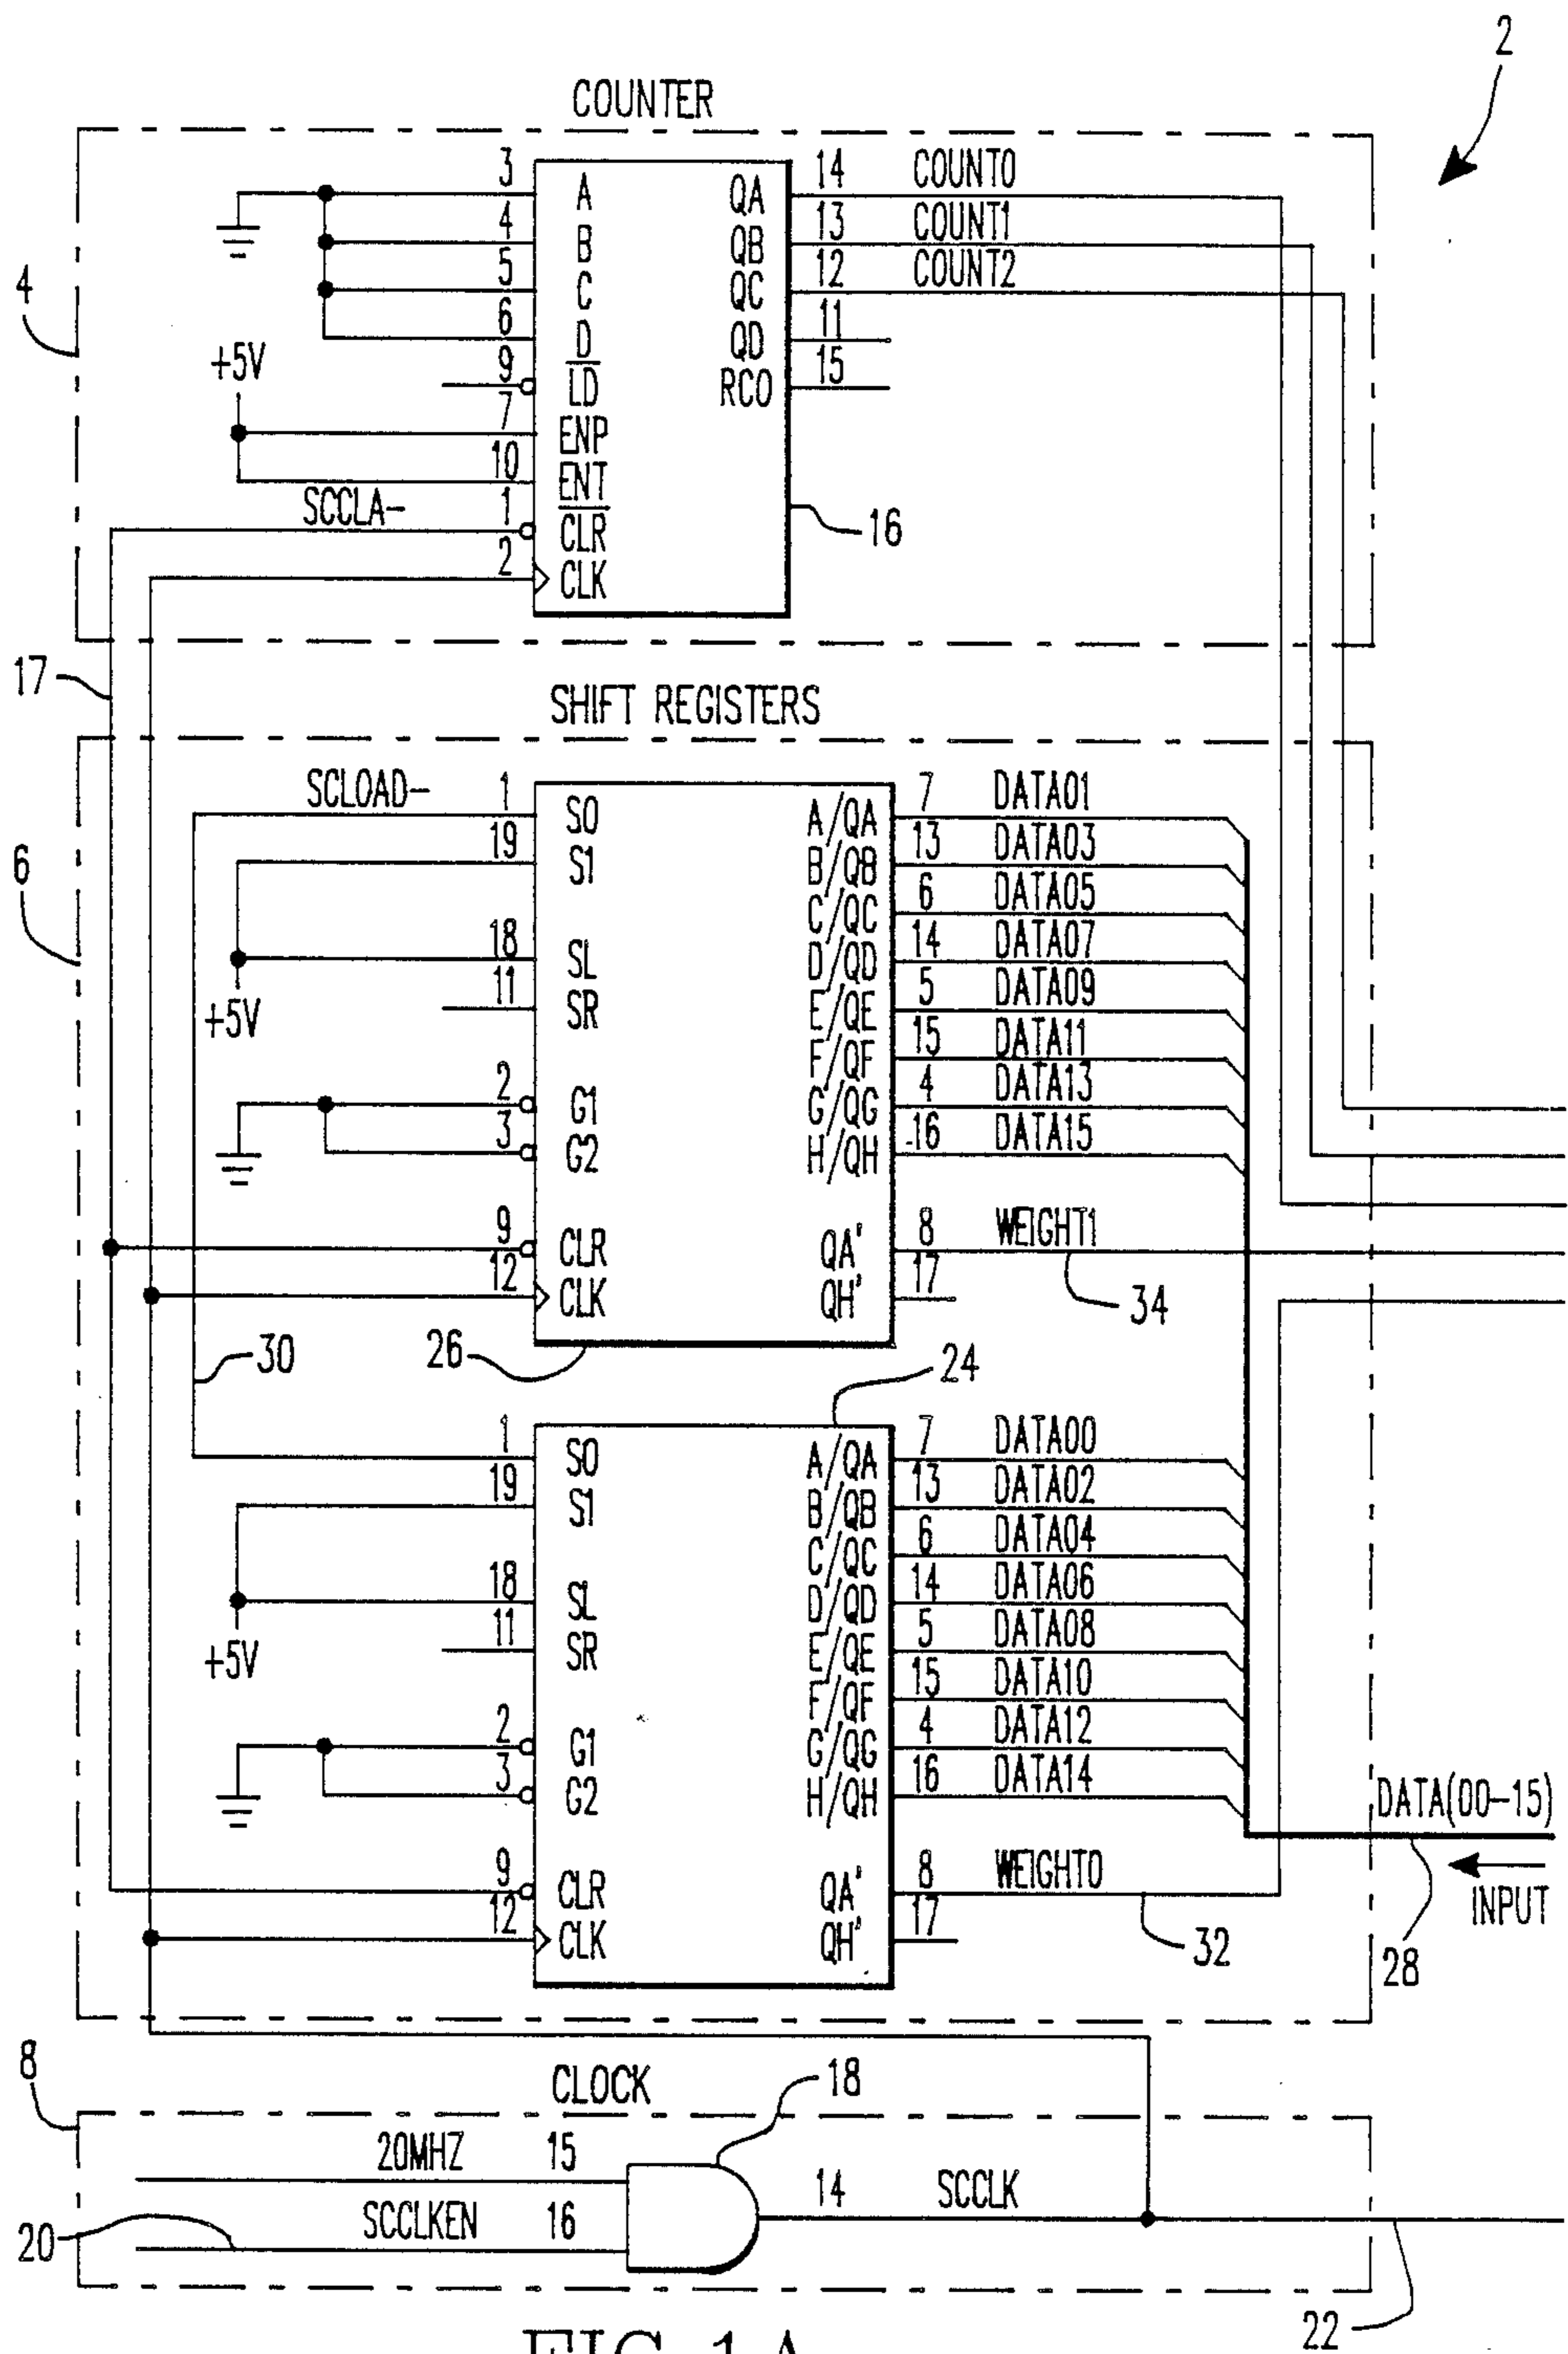 2
COUNTER
4
3 A QA 14 COUNT0
4 B QB 13 COUNT1
5 C QC 12 COUNT2
6 D QD 11
+5V
9 LD RCO 15
7 ENP
10 ENT
SCCLA- 1 CLR 16
2 CLK
17
SHIFT REGISTERS
6
SCLOAD- 1 S0 A/QA 7 DATA01
19 S1 B/QB 13 DATA03
C/QC 6 DATA05
18 SL D/QD 14 DATA07
+5V 11 SR E/QE 5 DATA09
F/QF 15 DATA11
2 G1 G/QG 4 DATA13
3 G2 H/QH 16 DATA15
9 CLR QA' 8 WEIGHT1
12 CLK QH' 17 34
30 26 24
1 S0 A/QA 7 DATA00
19 S1 B/QB 13 DATA02
C/QC 6 DATA04
18 SL D/QD 14 DATA06
+5V 11 SR E/QE 5 DATA08
F/QF 15 DATA10
2 G1 G/QG 4 DATA12
3 G2 H/QH 16 DATA14
DATA(00-15)
9 CLR QA' 8 WEIGHT0
INPUT
12 CLK QH' 17 32
28
8
CLOCK 18
20MHZ 15
14 SCCLK
SCCLKEN 16
20
22
FIG. 1A